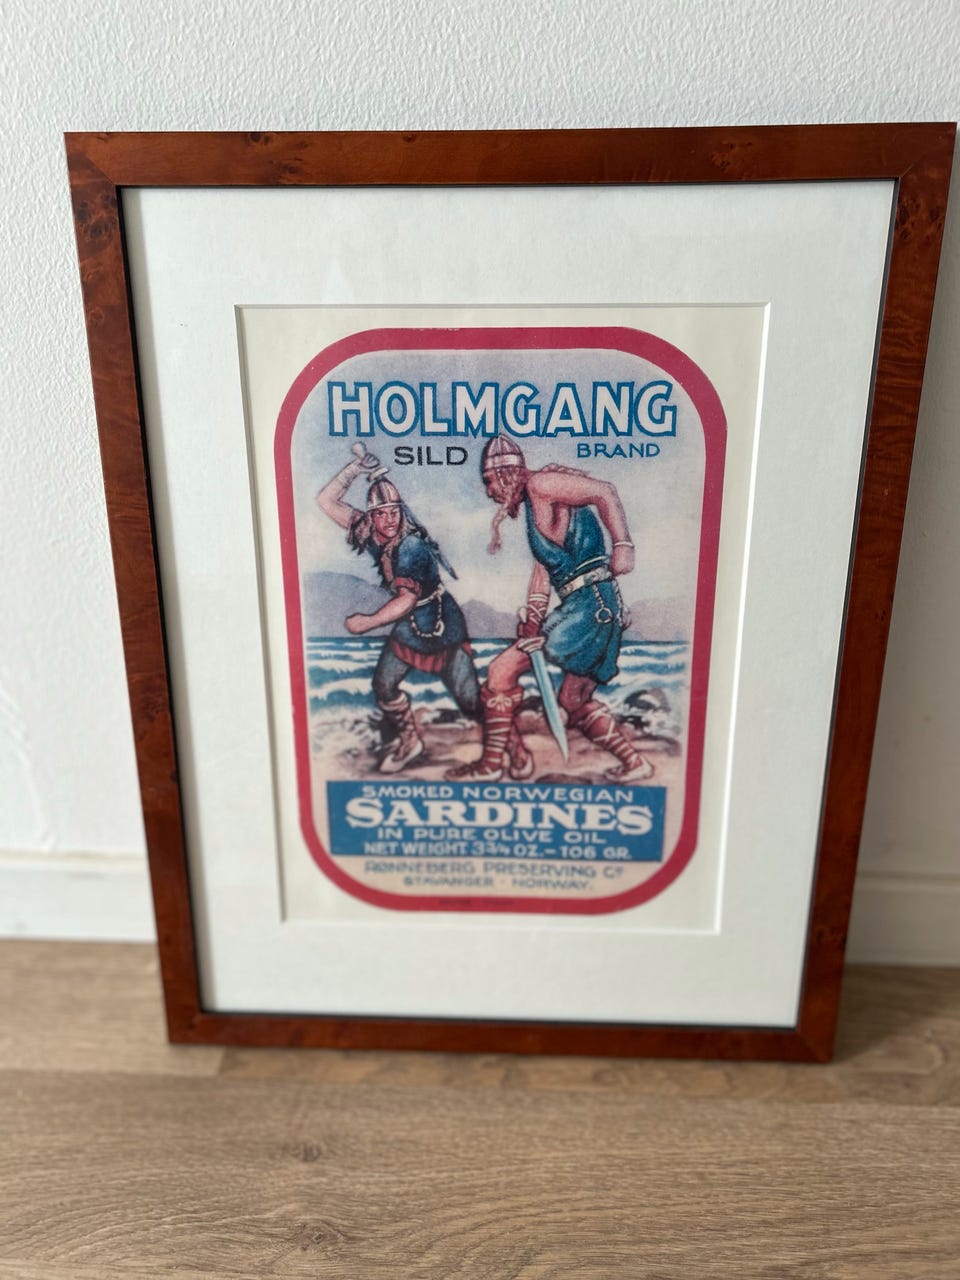 HOLMGANG
SILD BRAND
SMOKED NORWEGIAN
SARDINES
IN PURE OLIVE OIL
NET WEIGHT 3¾ OZ. – 106 GR.
RØNNEBERG PRESERVING Cº
STAVANGER - NORWAY.